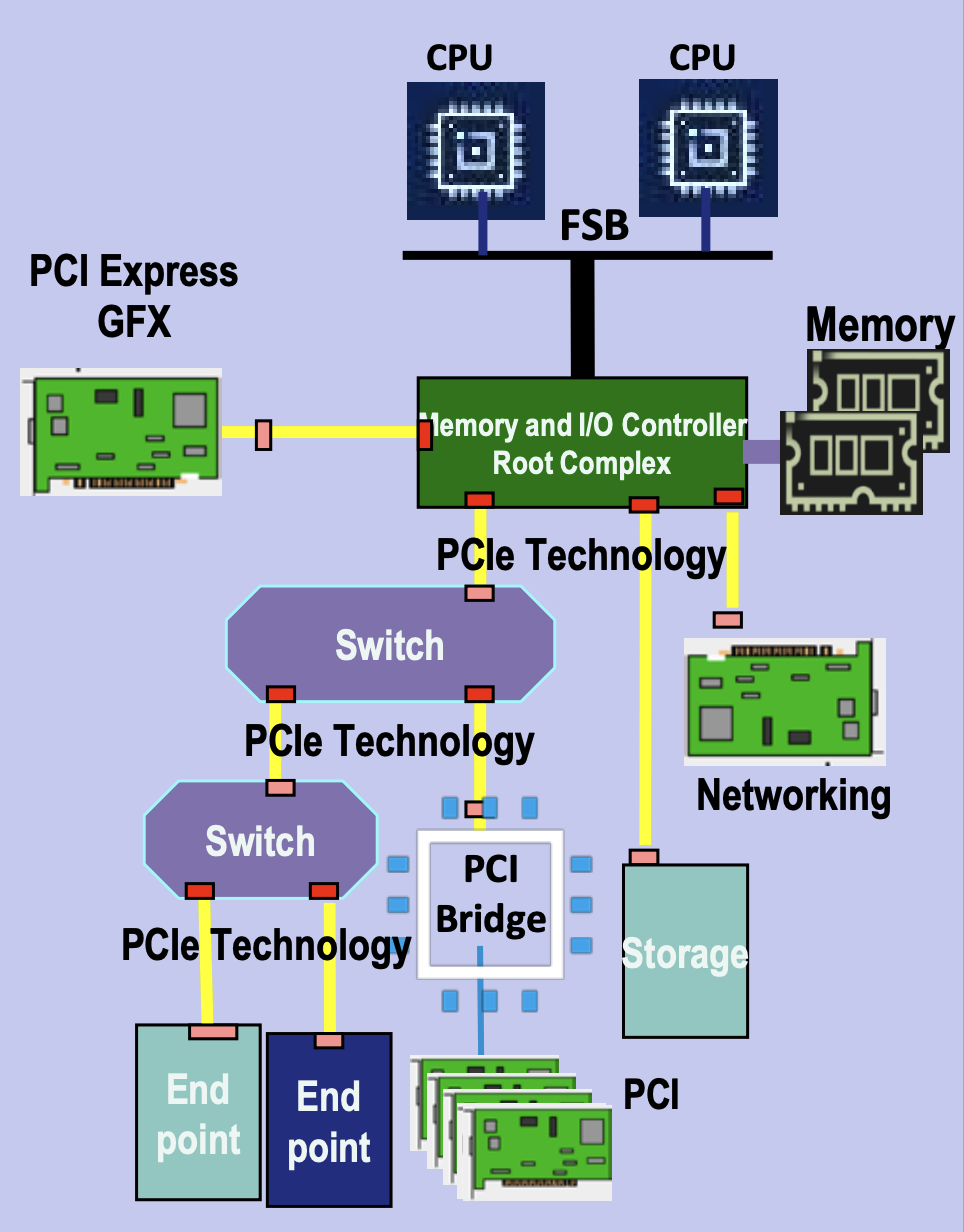 CPU
CPU
FSB
PCI Express
GFX
Memory
Memory and I/O Controller
Root Complex
PCIe Technology
Switch
PCIe Technology
Networking
Switch
PCI
Bridge
PCIe Technology
Storage
End
point
End
point
PCI